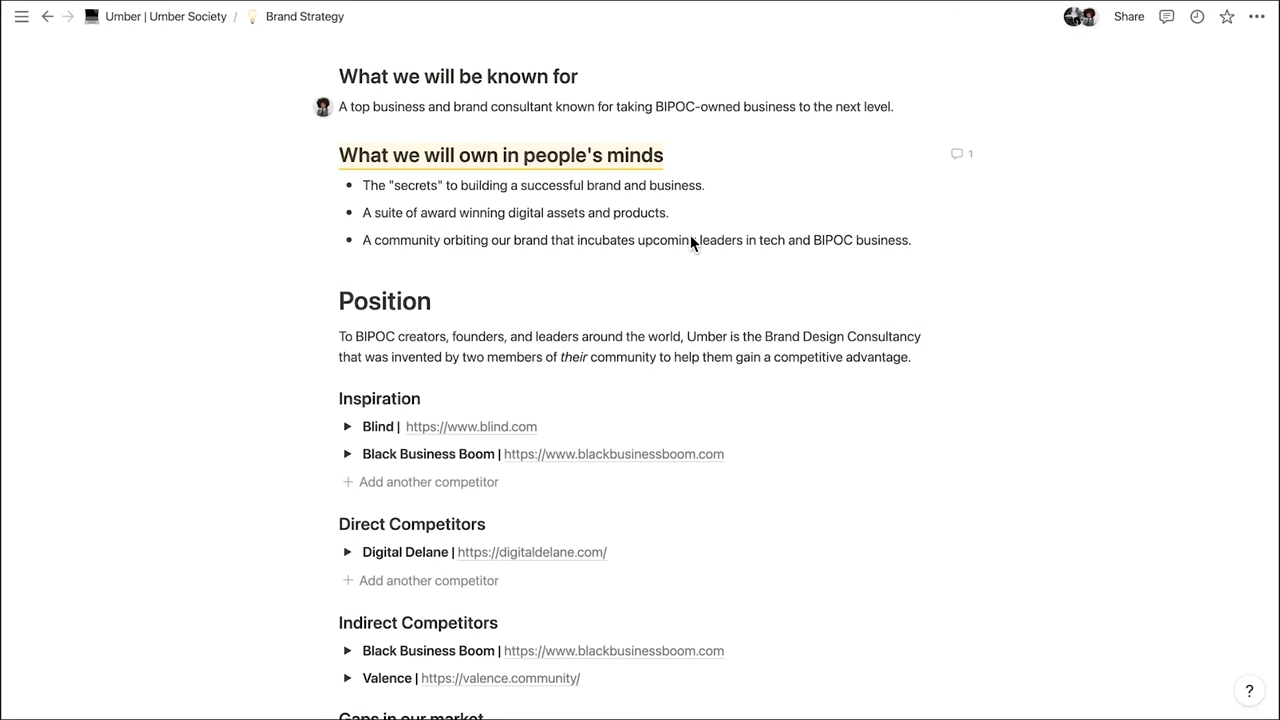 Umber | Umber Society / Brand Strategy
Share
What we will be known for
A top business and brand consultant known for taking BIPOC-owned business to the next level.
What we will own in people's minds
1
The "secrets" to building a successful brand and business.
A suite of award winning digital assets and products.
A community orbiting our brand that incubates upcoming leaders in tech and BIPOC business.
Position
To BIPOC creators, founders, and leaders around the world, Umber is the Brand Design Consultancy
that was invented by two members of their community to help them gain a competitive advantage.
Inspiration
Blind | https://www.blind.com
Black Business Boom | https://www.blackbusinessboom.com
+ Add another competitor
Direct Competitors
Digital Delane | https://digitaldelane.com/
+ Add another competitor
Indirect Competitors
Black Business Boom | https://www.blackbusinessboom.com
Valence | https://valence.community/
Gaps in our market
?